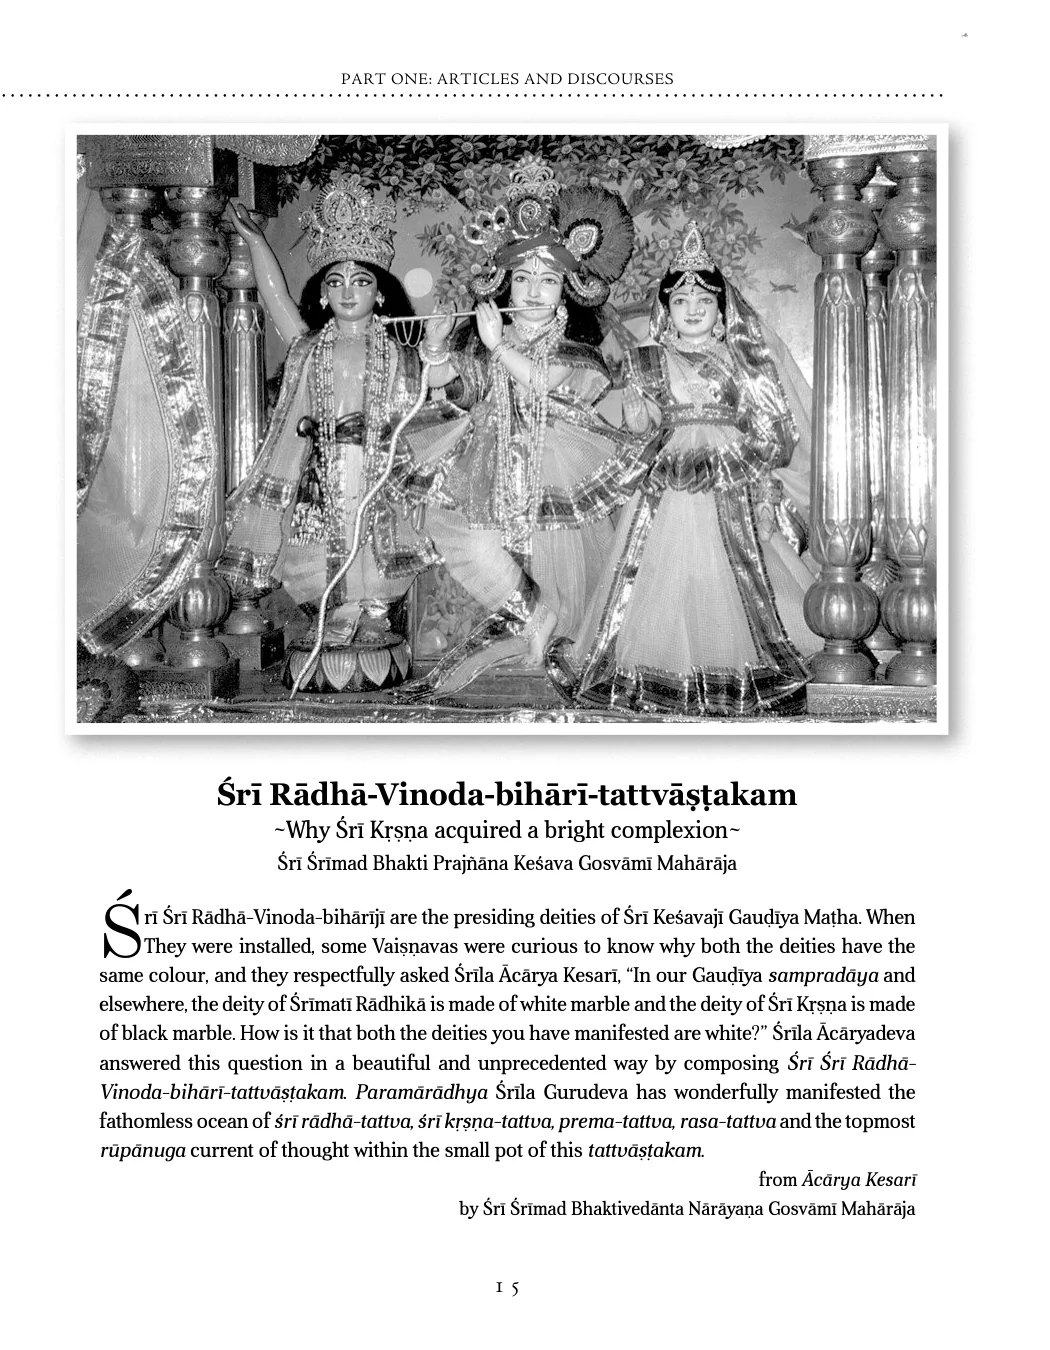 PART ONE: ARTICLES AND DISCOURSES
Śrī Rādhā-Vinoda-bihārī-tattvāṣṭakam
~Why Śrī Kṛṣṇa acquired a bright complexion~
Śrī Śrīmad Bhakti Prajñāna Keśava Gosvāmī Mahārāja
Śrī Śrī Rādhā-Vinoda-bihārījī are the presiding deities of Śrī Keśavajī Gauḍīya Maṭha. When
They were installed, some Vaiṣṇavas were curious to know why both the deities have the
same colour, and they respectfully asked Śrīla Ācārya Kesarī, “In our Gauḍīya sampradāya and
elsewhere, the deity of Śrīmatī Rādhikā is made of white marble and the deity of Śrī Kṛṣṇa is made
of black marble. How is it that both the deities you have manifested are white?” Śrīla Ācāryadeva
answered this question in a beautiful and unprecedented way by composing Śrī Śrī Rādhā-
Vinoda-bihārī-tattvāṣṭakam. Paramārādhya Śrīla Gurudeva has wonderfully manifested the
fathomless ocean of śrī rādhā-tattva, śrī kṛṣṇa-tattva, prema-tattva, rasa-tattva and the topmost
rūpānuga current of thought within the small pot of this tattvāṣṭakam.
from Ācārya Kesarī
by Śrī Śrīmad Bhaktivedānta Nārāyaṇa Gosvāmī Mahārāja
15